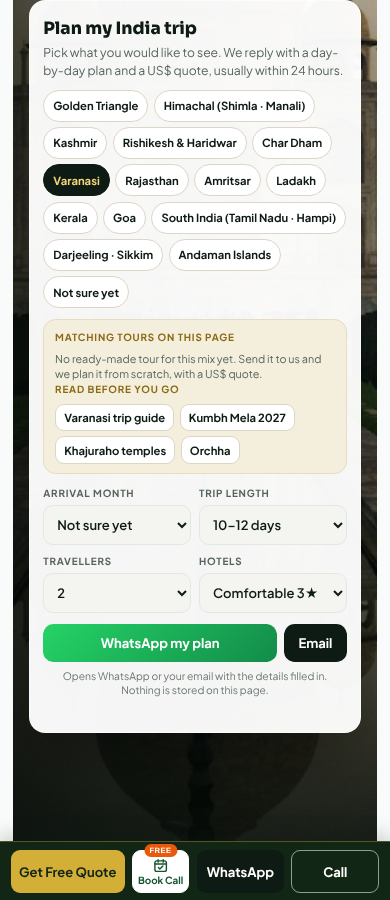 Plan my India trip
Pick what you would like to see. We reply with a day-
by-day plan and a US$ quote, usually within 24 hours.
Golden Triangle
Himachal (Shimla · Manali)
Kashmir
Rishikesh & Haridwar
Char Dham
Varanasi
Rajasthan
Amritsar
Ladakh
Kerala
Goa
South India (Tamil Nadu · Hampi)
Darjeeling · Sikkim
Andaman Islands
Not sure yet
MATCHING TOURS ON THIS PAGE
No ready-made tour for this mix yet. Send it to us and
we plan it from scratch, with a US$ quote.
READ BEFORE YOU GO
Varanasi trip guide
Kumbh Mela 2027
Khajuraho temples
Orchha
ARRIVAL MONTH
TRIP LENGTH
Not sure yet
10–12 days
TRAVELLERS
HOTELS
2
Comfortable 3★
WhatsApp my plan
Email
Opens WhatsApp or your email with the details filled in.
Nothing is stored on this page.
Get Free Quote
FREE
Book Call
WhatsApp
Call